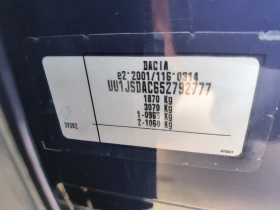 DACIA
e2*2001/116*0314
UU1JSDAC652792777
1870 Kg
3070 Kg
1-0965 Kg
2-1060 Kg